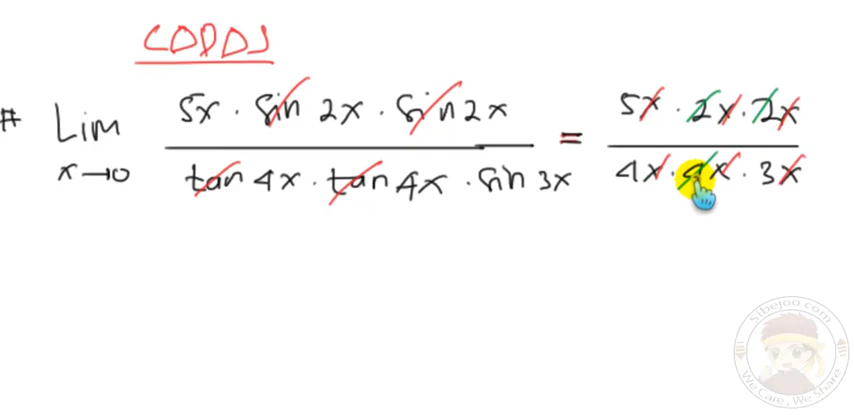 CORDJ
# Lim x→0 5x · sin 2x · sin 2x / tan 4x · tan 4x · sin 3x = 5x · 2x · 2x / 4x · 4x · 3x
Sibejoo.com
We Care, We Share